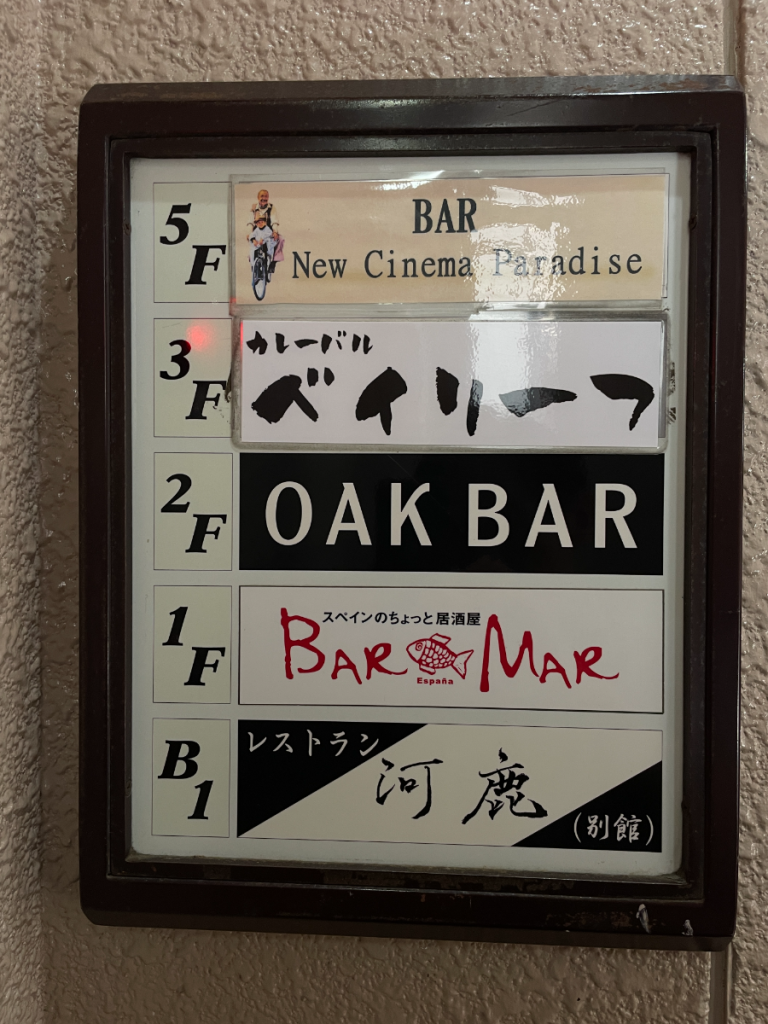 5F
BAR
New Cinema Paradise
3F
カレーバル
ベイリーフ
2F
OAK BAR
1F
スペインのちょっと居酒屋
BAR MAR
España
B1
レストラン
河鹿
(別館)